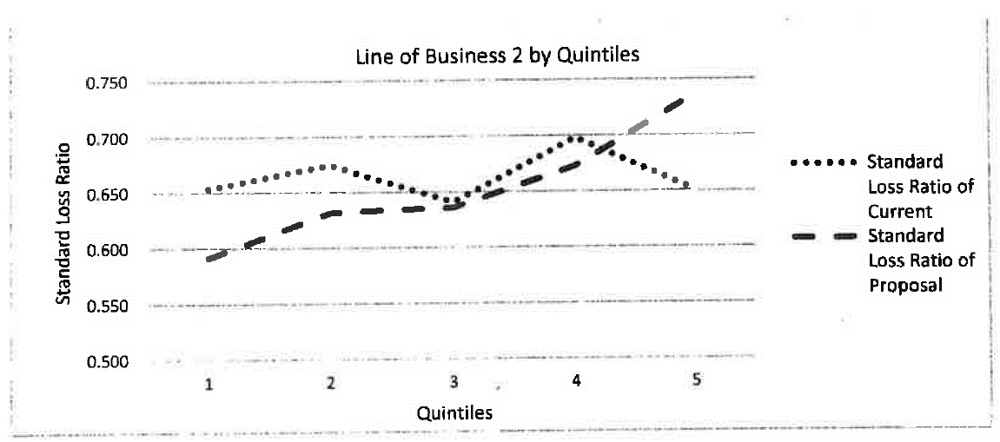 Line of Business 2 by Quintiles
0.750
0.700
0.650
0.600
0.550
0.500
Standard Loss Ratio
1 2 3 4 5
Quintiles
Standard
Loss Ratio of
Current
Standard
Loss Ratio of
Proposal